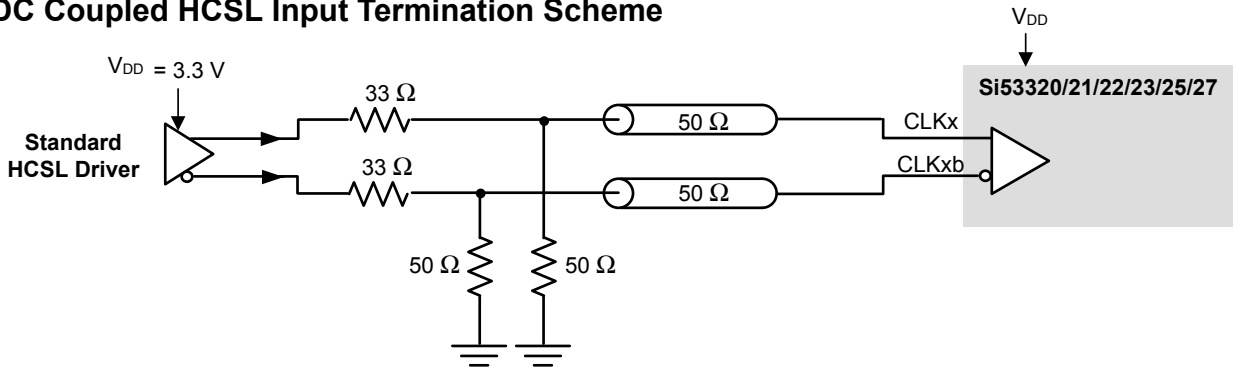 DC Coupled HCSL Input Termination Scheme
VDD
VDD = 3.3 V
Si53320/21/22/23/25/27
33 Ω
Standard
HCSL Driver
50 Ω
CLKx
33 Ω
CLKxb
50 Ω
50 Ω
50 Ω